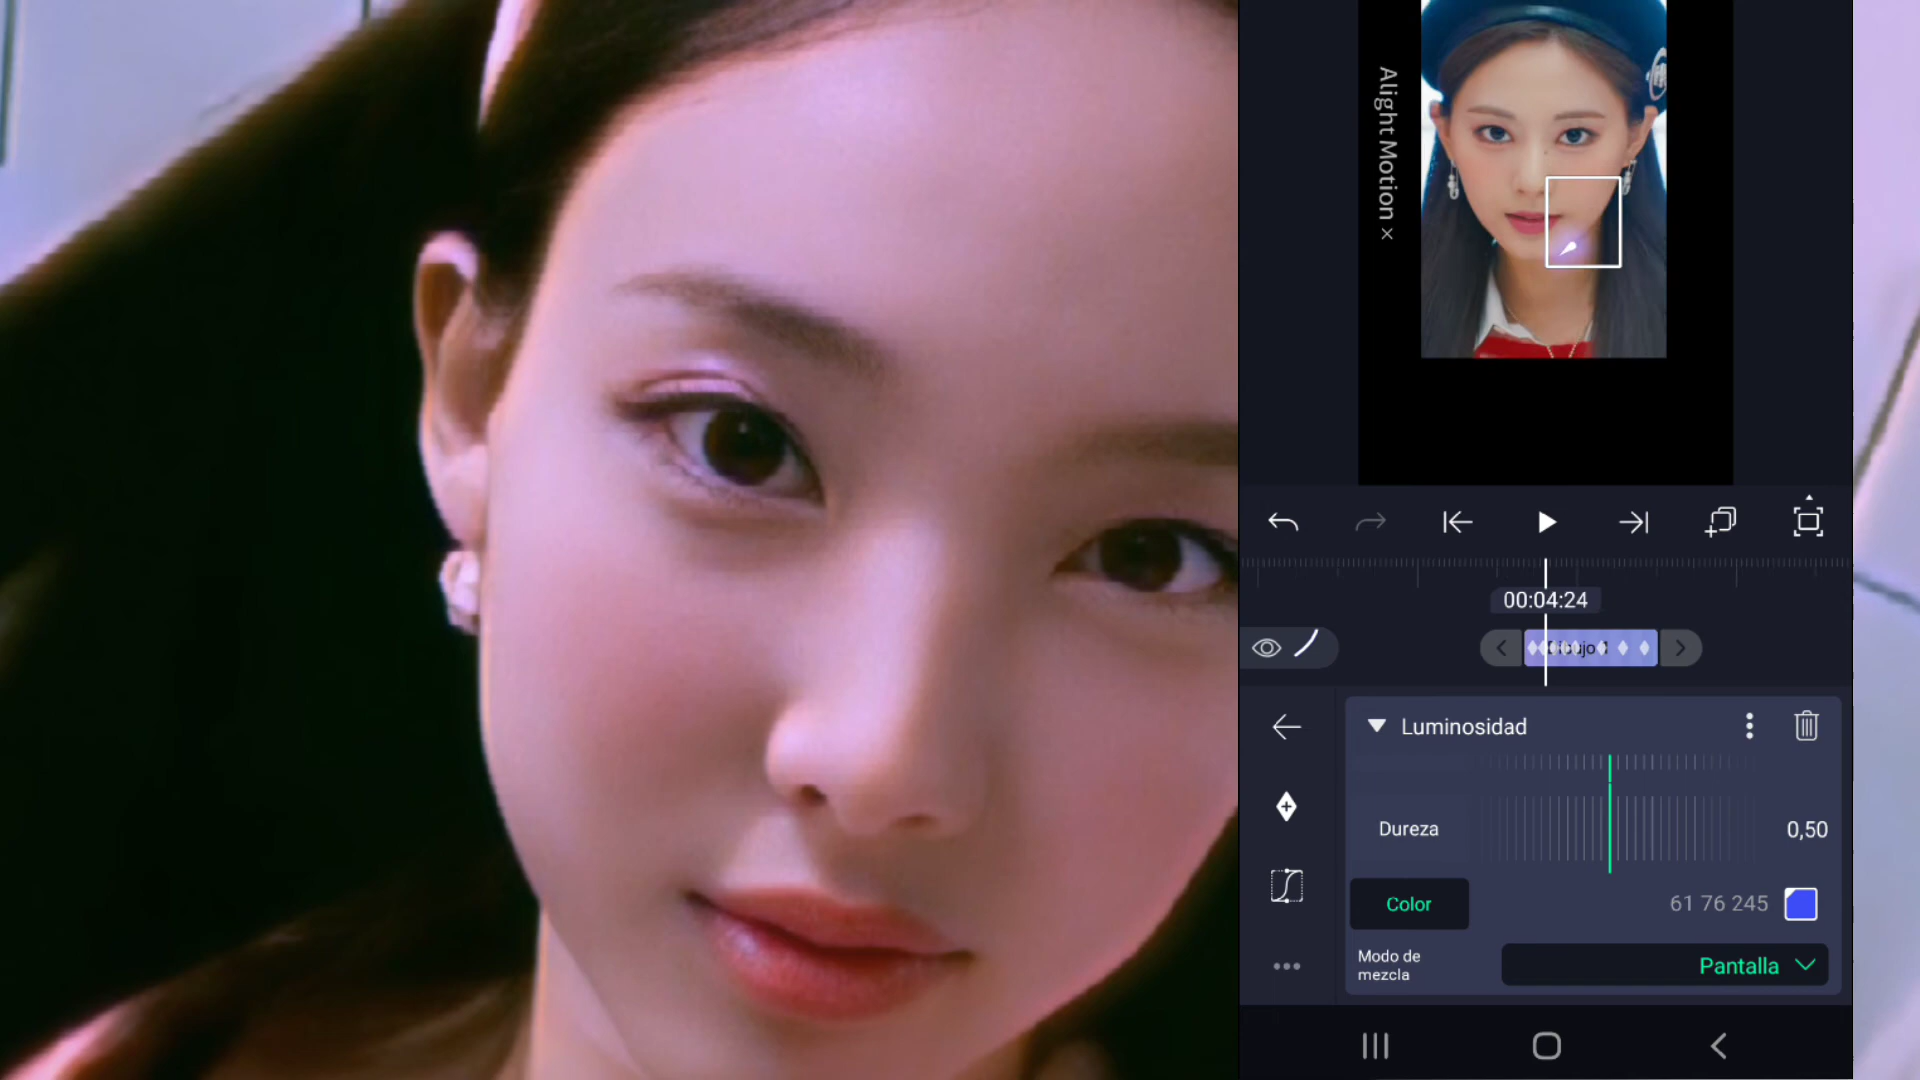 Alight Motion ×
00:04:24
Luminosidad
Dureza
0,50
Color
61 76 245
Modo de
mezcla
Pantalla